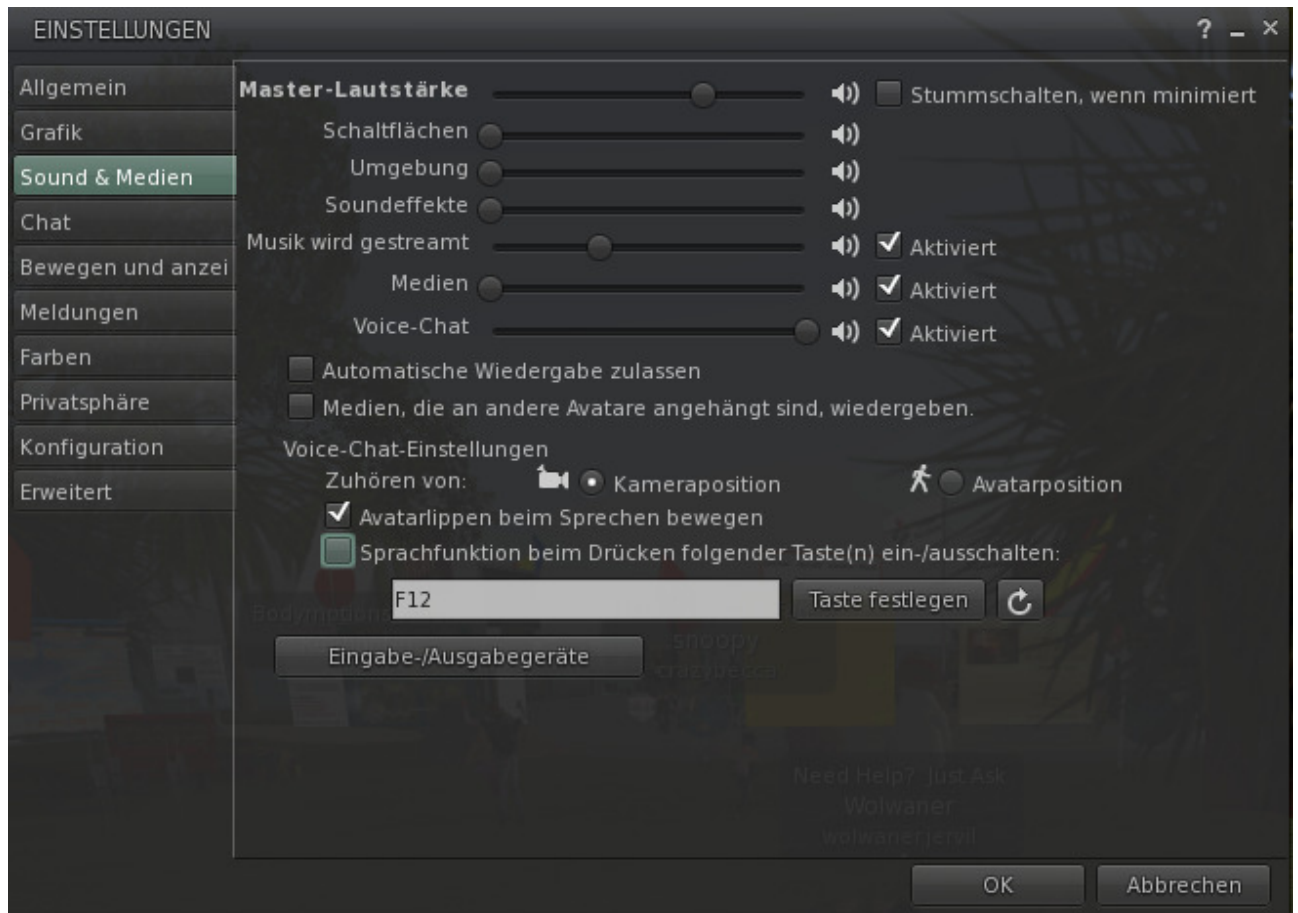 EINSTELLUNGEN ? – ×
Allgemein
Grafik
Sound & Medien
Chat
Bewegen und anzei
Meldungen
Farben
Privatsphäre
Konfiguration
Erweitert
Master-Lautstärke Stummschalten, wenn minimiert
Schaltflächen
Umgebung
Soundeffekte
Musik wird gestreamt Aktiviert
Medien Aktiviert
Voice-Chat Aktiviert
Automatische Wiedergabe zulassen
Medien, die an andere Avatare angehängt sind, wiedergeben.
Voice-Chat-Einstellungen
Zuhören von: Kameraposition Avatarposition
Avatarlippen beim Sprechen bewegen
Sprachfunktion beim Drücken folgender Taste(n) ein-/ausschalten:
F12 Taste festlegen
snoopy
Eingabe-/Ausgabegeräte
Need Help? Just Ask
Wolwaner
wolwaner.jervil
OK Abbrechen